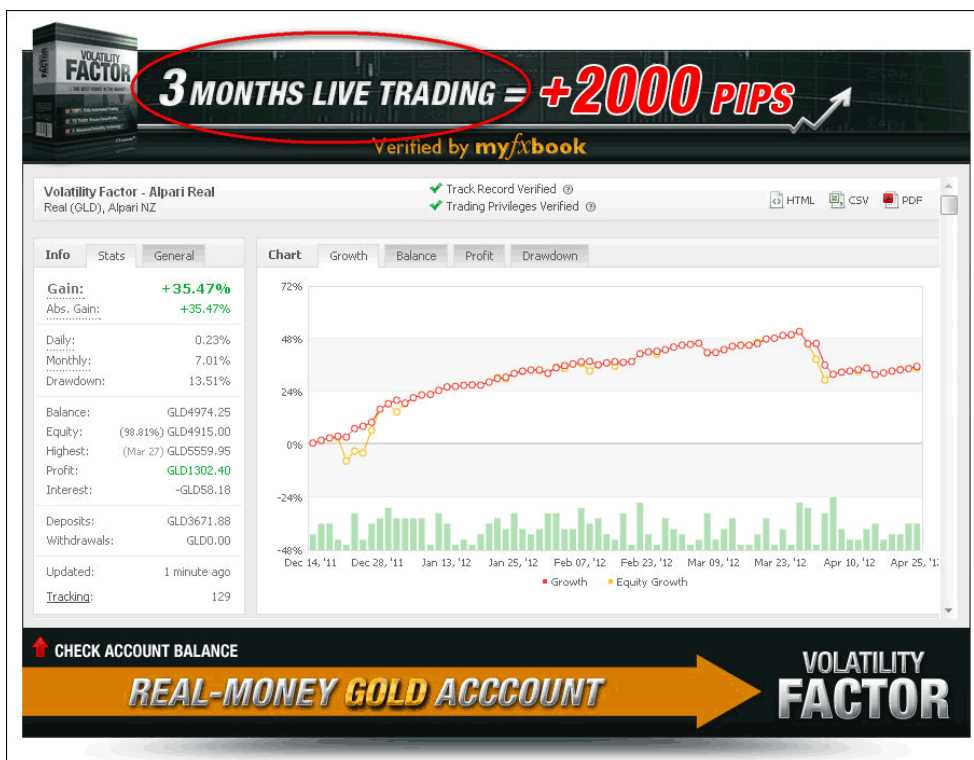 VOLATILITY
FACTOR
3 MONTHS LIVE TRADING = +2000 PIPS
Verified by myfxbook
Volatility Factor - Alpari Real
Real (GLD), Alpari NZ
Track Record Verified
Trading Privileges Verified
HTML CSV PDF
Info Stats General
Gain: +35.47%
Abs. Gain: +35.47%
Daily: 0.23%
Monthly: 7.01%
Drawdown: 13.51%
Balance: GLD4974.25
Equity: (98.81%) GLD4915.00
Highest: (Mar 27) GLD5559.95
Profit: GLD1302.40
Interest: -GLD58.18
Deposits: GLD3671.88
Withdrawals: GLD0.00
Updated: 1 minute ago
Tracking: 129
Chart Growth Balance Profit Drawdown
72%
48%
24%
0%
-24%
-48%
Dec 14, '11 Dec 28, '11 Jan 13, '12 Jan 25, '12 Feb 07, '12 Feb 23, '12 Mar 09, '12 Mar 23, '12 Apr 10, '12 Apr 25, '12
Growth Equity Growth
CHECK ACCOUNT BALANCE
REAL-MONEY GOLD ACCCOUNT
VOLATILITY
FACTOR